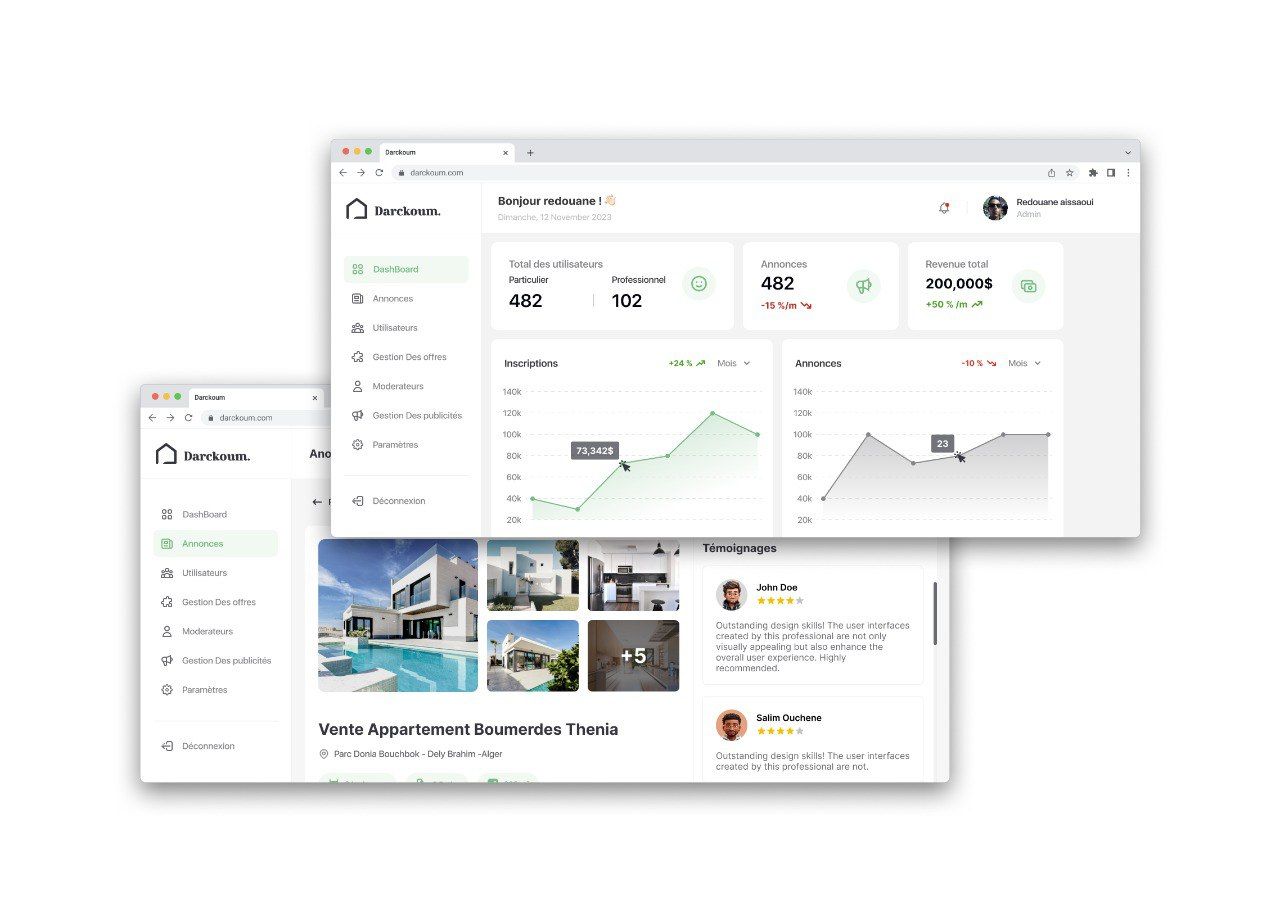 Darckoum
darckoum.com
Darckoum.
Bonjour redouane ! 👋🏻
Dimanche, 12 November 2023
Redouane aissaoui
Admin
DashBoard
Annonces
Utilisateurs
Gestion Des offres
Moderateurs
Gestion Des publicités
Paramètres
Déconnexion
Total des utilisateurs
Particulier
482
Professionnel
102
Annonces
482
-15 %/m
Revenue total
200,000$
+50 % /m
Inscriptions
+24 %
Mois
140k
120k
100k
80k
60k
40k
20k
73,342$
Annonces
-10 %
Mois
140k
120k
100k
80k
60k
40k
20k
23
Darckoum
darckoum.com
Darckoum.
Ano
DashBoard
Annonces
Utilisateurs
Gestion Des offres
Moderateurs
Gestion Des publicités
Paramètres
Déconnexion
+5
Vente Appartement Boumerdes Thenia
Parc Donia Bouchbok - Dely Brahim -Alger
Témoignages
John Doe
Outstanding design skills! The user interfaces
created by this professional are not only
visually appealing but also enhance the
overall user experience. Highly
recommended.
Salim Ouchene
Outstanding design skills! The user interfaces
created by this professional are not.